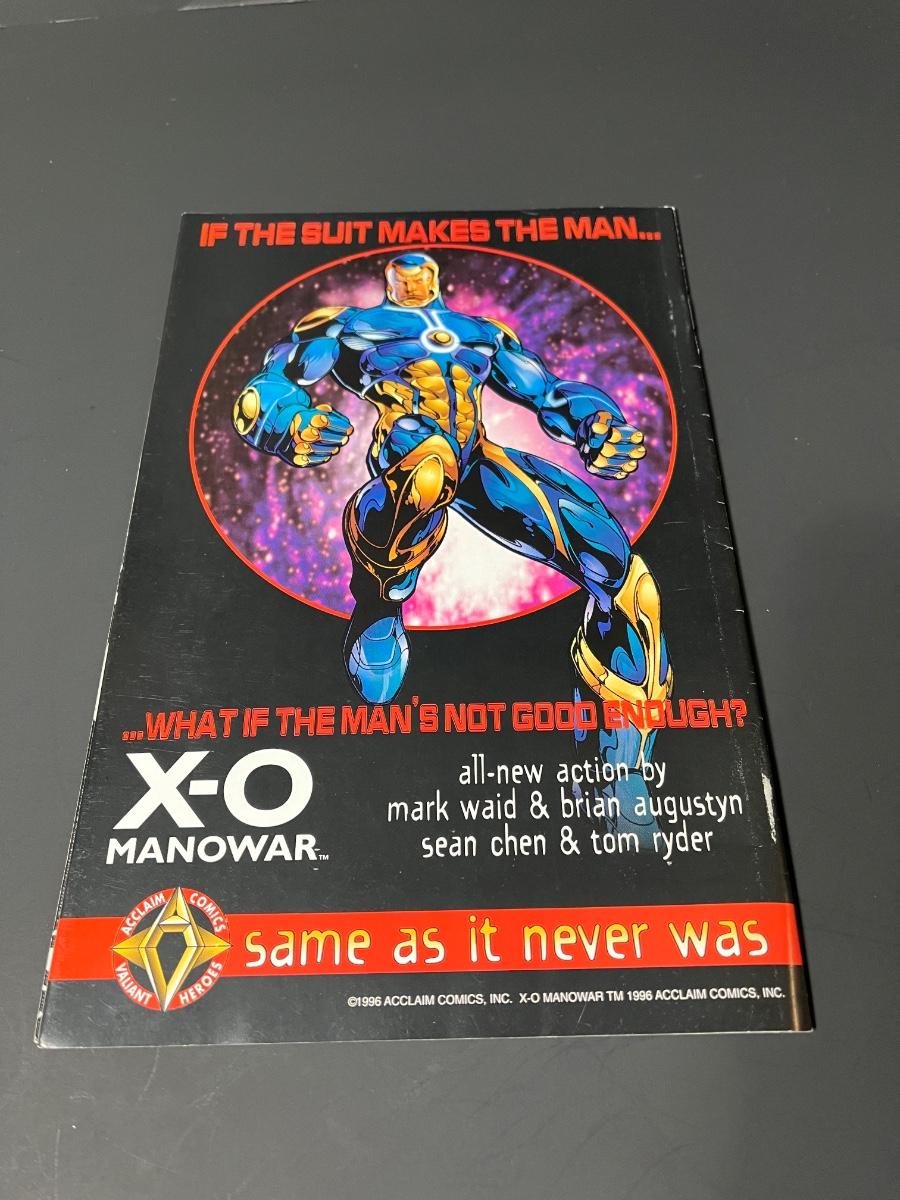 IF THE SUIT MAKES THE MAN...
...WHAT IF THE MAN'S NOT GOOD ENOUGH?
X-O
MANOWAR™
all-new action by
mark waid & brian augustyn
sean chen & tom ryder
ACCLAIM COMICS
VALIANT HEROES
same as it never was
©1996 ACCLAIM COMICS, INC. X-O MANOWAR TM 1996 ACCLAIM COMICS, INC.